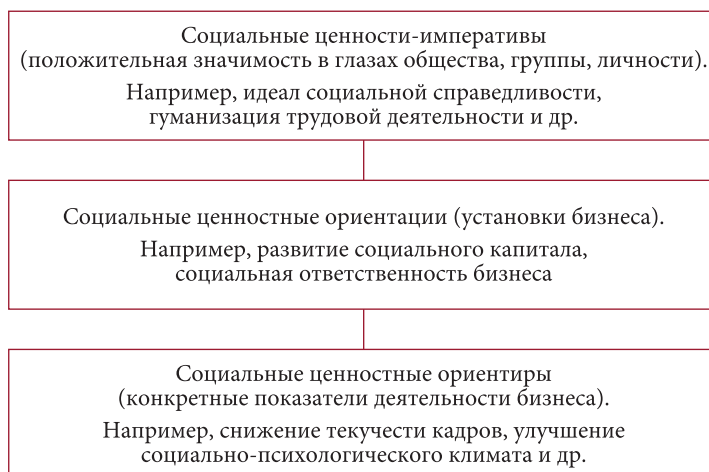 Социальные ценности-императивы
(положительная значимость в глазах общества, группы, личности).
Например, идеал социальной справедливости,
гуманизация трудовой деятельности и др.
Социальные ценностные ориентации (установки бизнеса).
Например, развитие социального капитала,
социальная ответственность бизнеса
Социальные ценностные ориентиры
(конкретные показатели деятельности бизнеса).
Например, снижение текучести кадров, улучшение
социально-психологического климата и др.